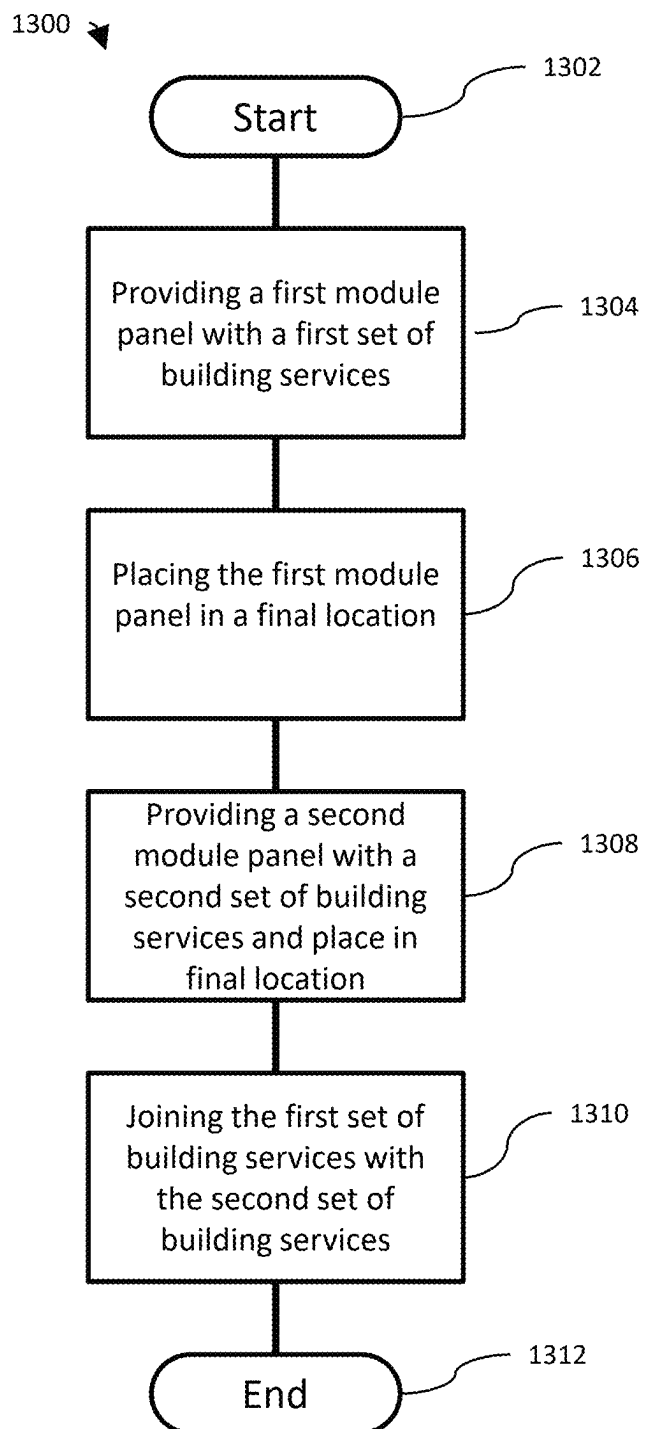 1300
1302
Start
Providing a first module
panel with a first set of
building services
1304
Placing the first module
panel in a final location
1306
Providing a second
module panel with a
second set of building
services and place in
final location
1308
Joining the first set of
building services with
the second set of
building services
1310
End
1312